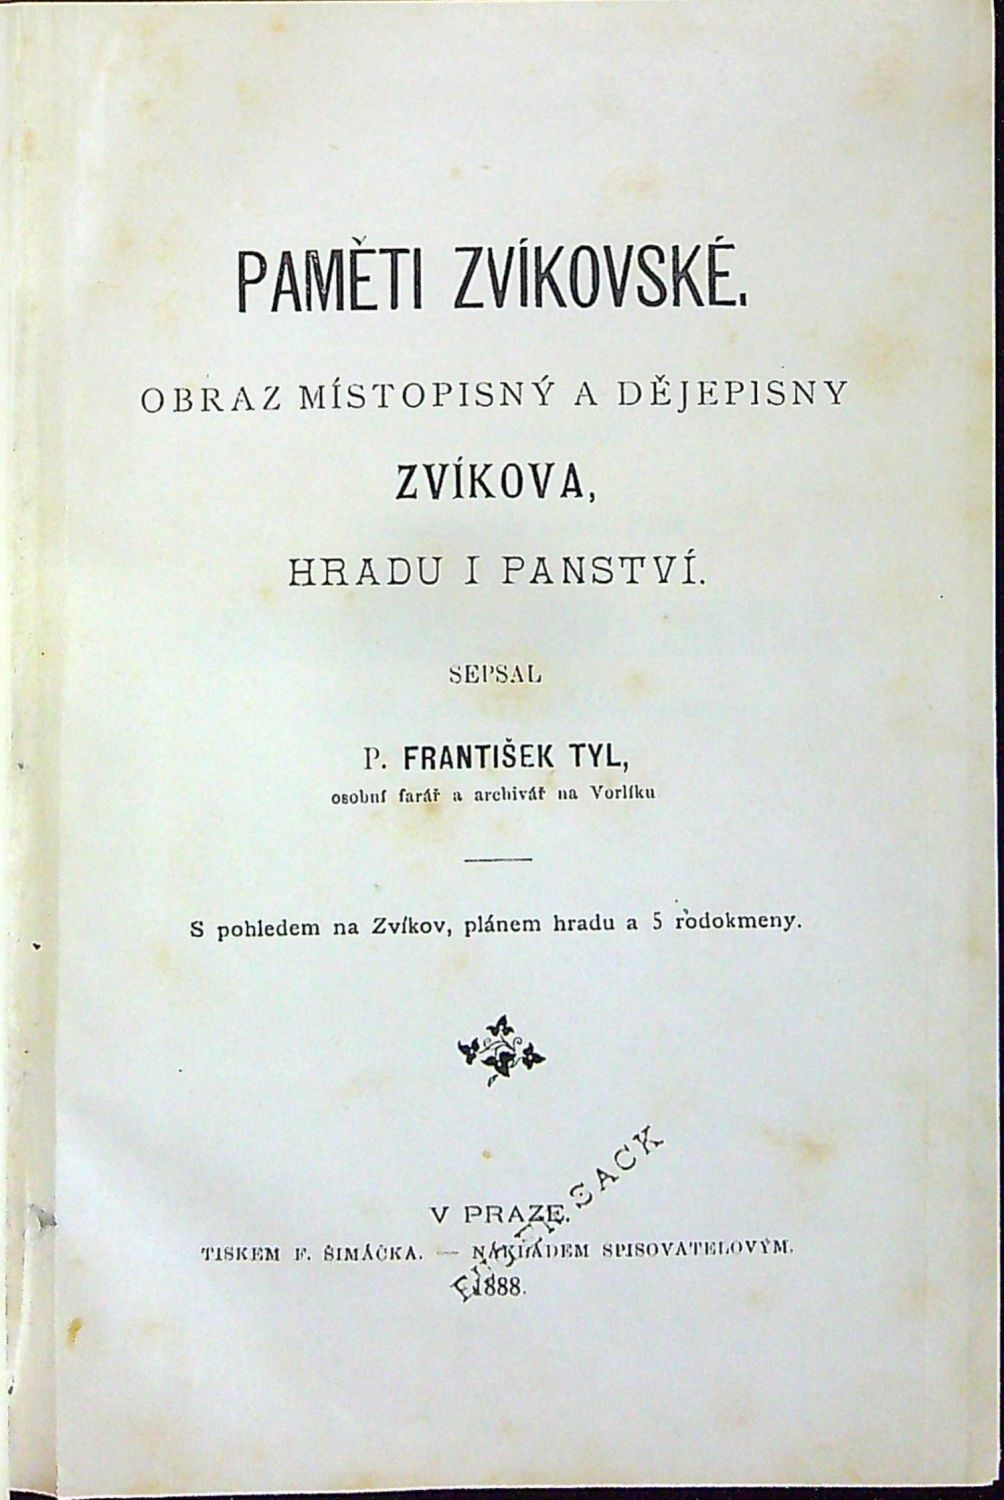 PAMĚTI ZVÍKOVSKÉ.
OBRAZ MÍSTOPISNÝ A DĚJEPISNY
ZVÍKOVA,
HRADU I PANSTVÍ.
SEPSAL
P. FRANTIŠEK TYL,
osobní farář a archivář na Vorlíku
S pohledem na Zvíkov, plánem hradu a 5 rodokmeny.
V PRAZE.
TISKEM F. ŠIMÁČKA. — NÁKLADEM SPISOVATELOVÝM.
1888.
SACK